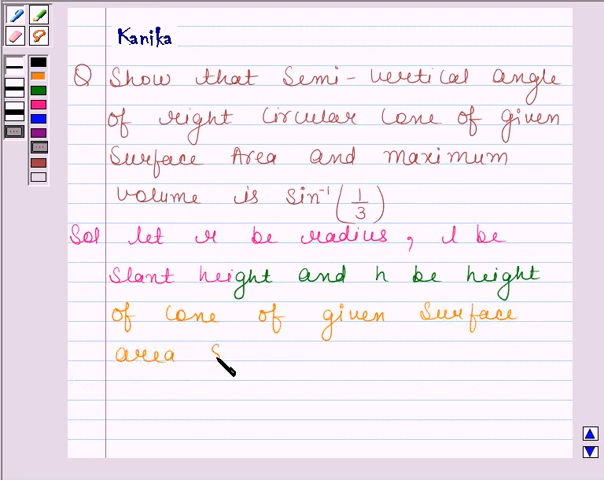 Kanika
Q Show that Semi-vertical angle
of right circular cone of given
Surface Area and maximum
volume is sin⁻¹(1/3)
Sol let r be radius, l be
Slant height and h be height
of cone of given Surface
area S